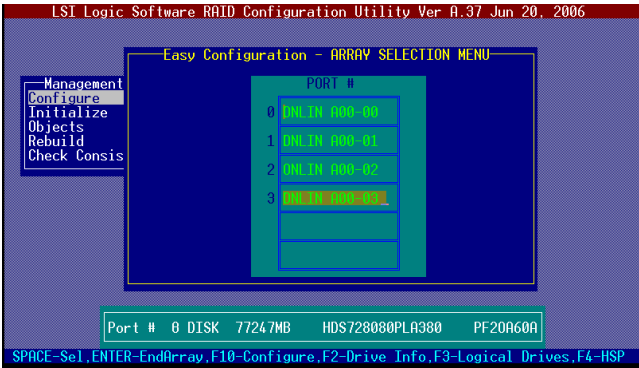 LSI Logic Software RAID Configuration Utility Ver A.37 Jun 20, 2006
Easy Configuration - ARRAY SELECTION MENU
Management
Configure
Initialize
Objects
Rebuild
Check Consis
PORT #
0 DNLIN A00-00
1 DNLIN A00-01
2 ONLIN A00-02
3 DNLIN A00-03
Port # 0 DISK 77247MB HDS728080PLA380 PF20A60A
SPACE-Sel,ENTER-EndArray,F10-Configure,F2-Drive Info,F3-Logical Drives,F4-HSP